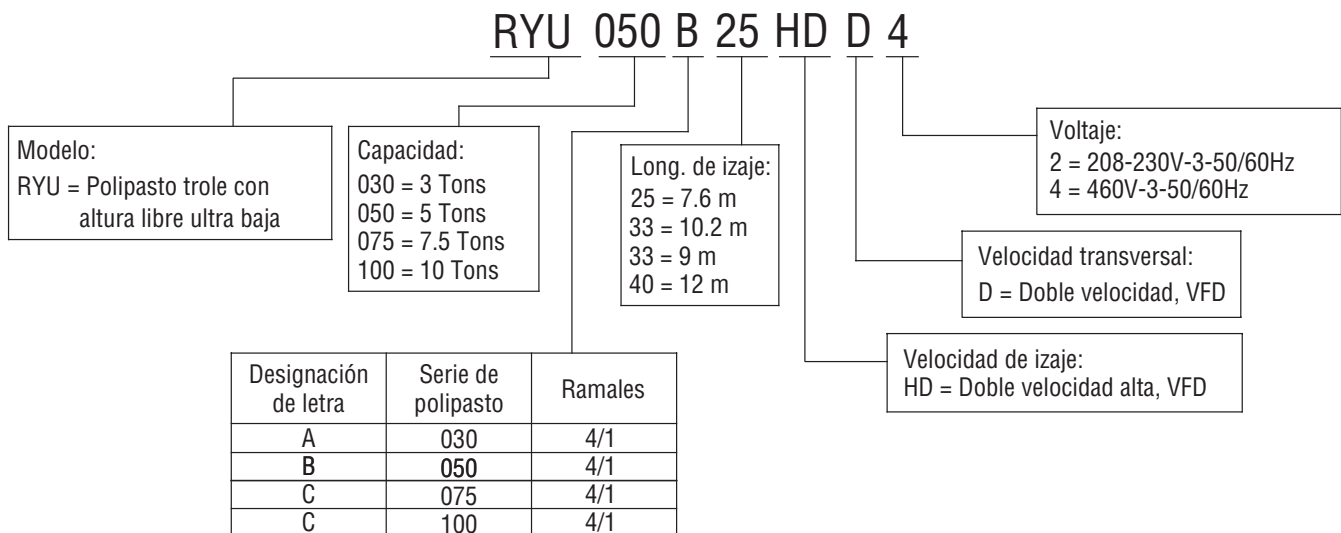 RYU 050 B 25 HD D 4
Modelo:
RYU = Polipasto trole con
altura libre ultra baja
Capacidad:
030 = 3 Tons
050 = 5 Tons
075 = 7.5 Tons
100 = 10 Tons
Long. de izaje:
25 = 7.6 m
33 = 10.2 m
33 = 9 m
40 = 12 m
Voltaje:
2 = 208-230V-3-50/60Hz
4 = 460V-3-50/60Hz
Velocidad transversal:
D = Doble velocidad, VFD
Velocidad de izaje:
HD = Doble velocidad alta, VFD
Designación de letra Serie de polipasto Ramales
A 030 4/1
B 050 4/1
C 075 4/1
C 100 4/1